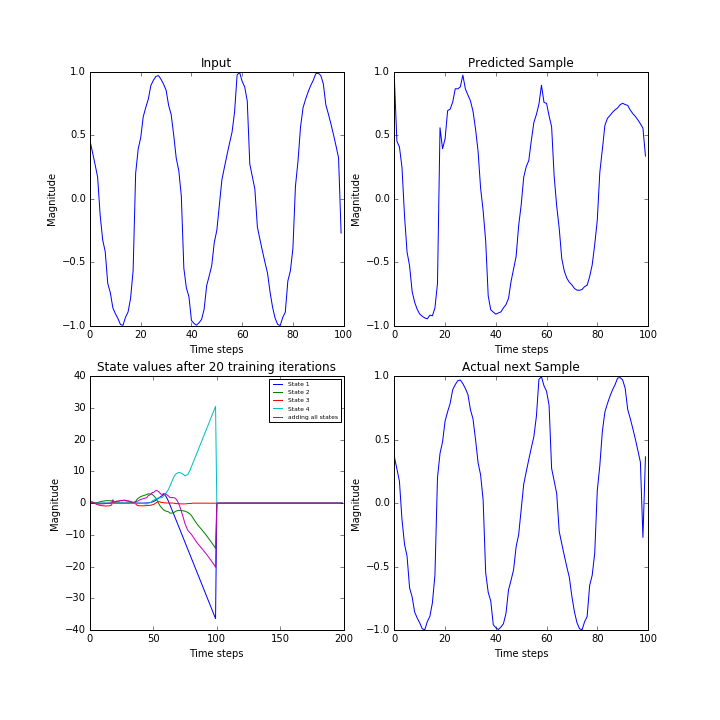 Input
1.0
0.5
0.0
−0.5
−1.0
Magnitude
0 20 40 60 80 100
Time steps
Predicted Sample
1.0
0.5
0.0
−0.5
−1.0
Magnitude
0 20 40 60 80 100
Time steps
State values after 20 training iterations
40
30
20
10
0
−10
−20
−30
−40
Magnitude
State 1
State 2
State 3
State 4
adding all states
0 50 100 150 200
Time steps
Actual next Sample
1.0
0.5
0.0
−0.5
−1.0
Magnitude
0 20 40 60 80 100
Time steps